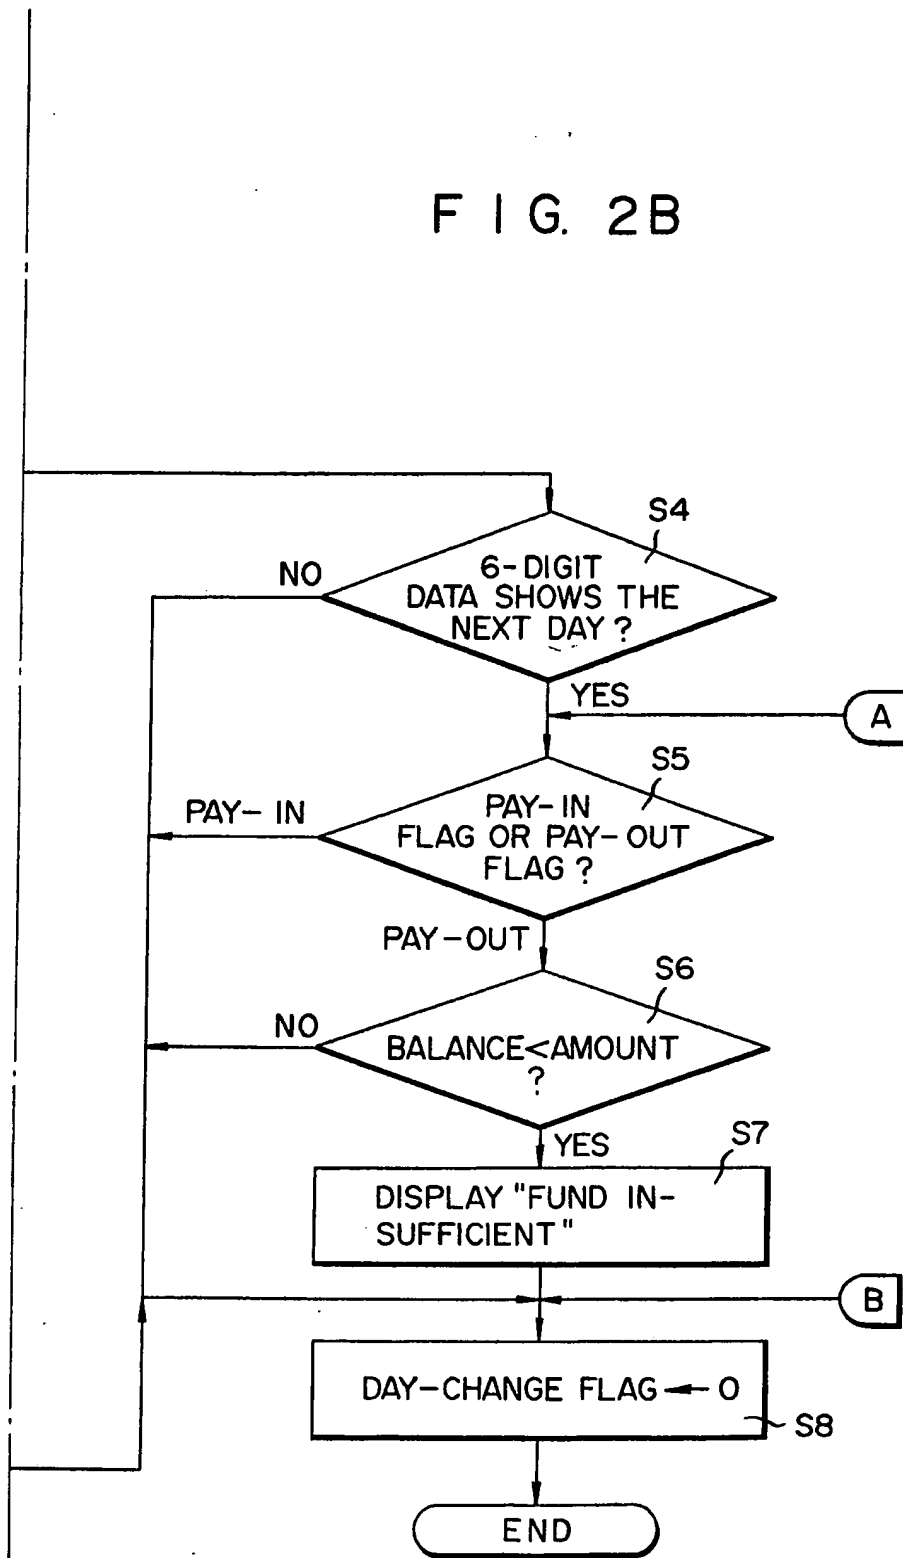 FIG. 2B
S4
NO
6-DIGIT
DATA SHOWS THE
NEXT DAY?
YES
A
S5
PAY-IN
PAY-IN
FLAG OR PAY-OUT
FLAG?
PAY-OUT
S6
NO
BALANCE<AMOUNT
?
YES
S7
DISPLAY "FUND IN-
SUFFICIENT"
B
DAY-CHANGE FLAG ← 0
S8
END